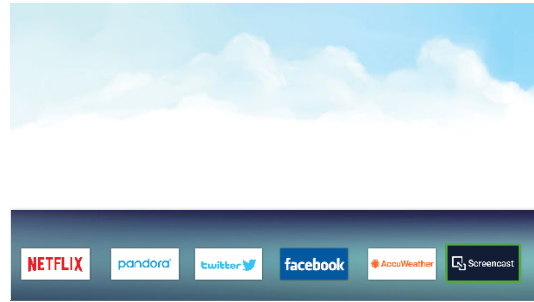 NETFLIX
pandora
twitter
facebook
AccuWeather
Screencast